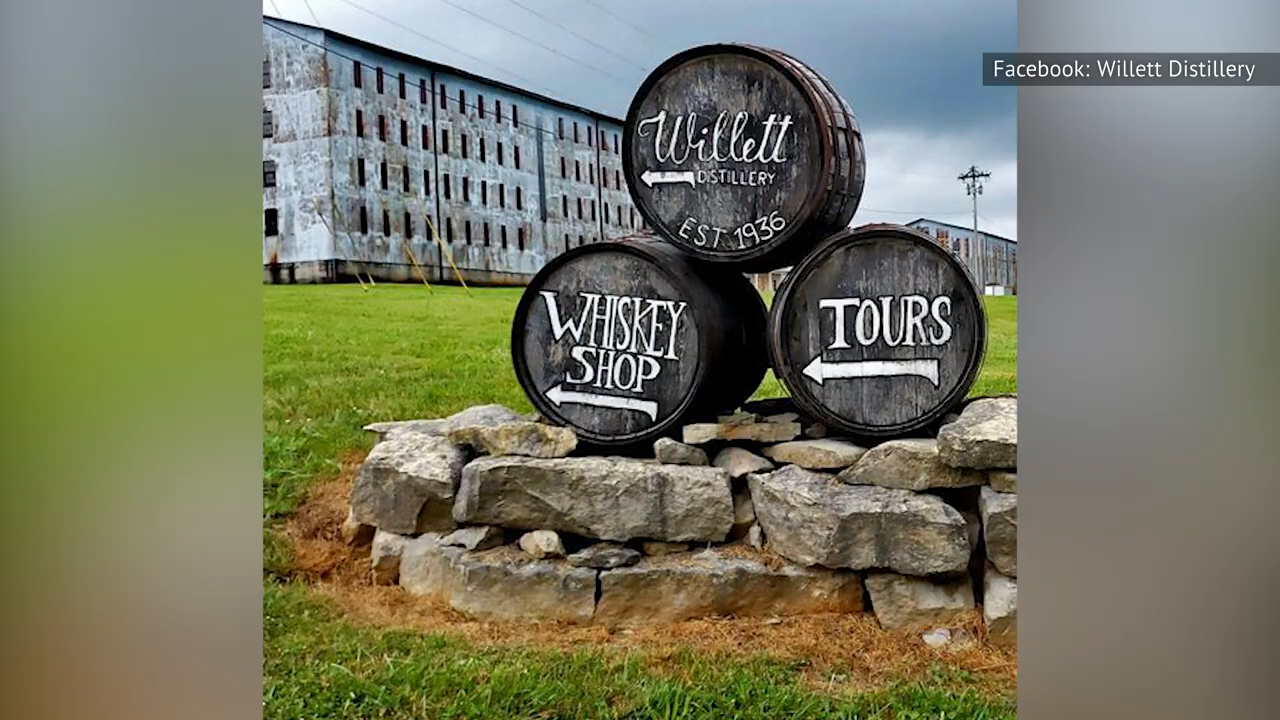 Facebook: Willett Distillery
Willett
DISTILLERY
EST 1936
WHISKEY
SHOP
TOURS